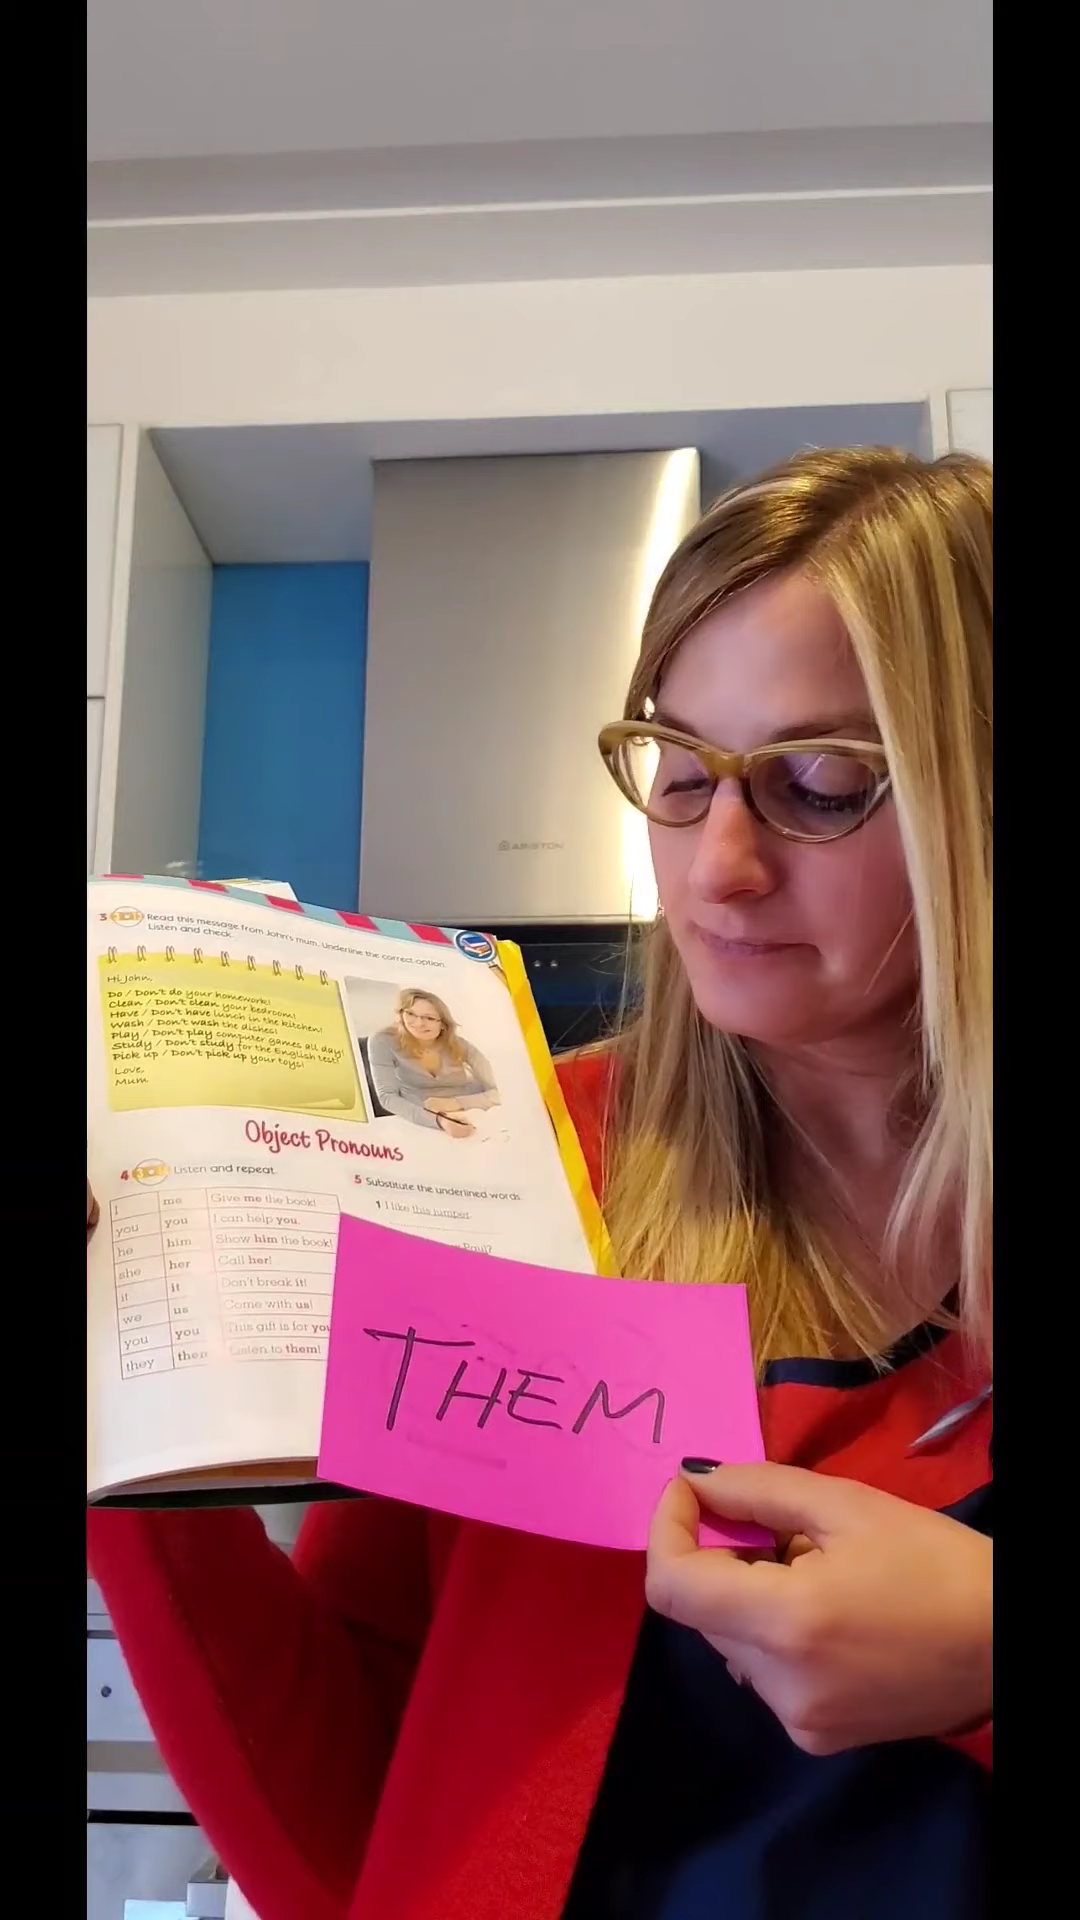 ARISTON
3 Read this message from John's mum. Underline the correct option.
Listen and check.
Hi John,
Do / Don't do your homework!
Clean / Don't clean your bedroom!
Have / Don't have lunch in the kitchen!
Wash / Don't wash the dishes!
Play / Don't play computer games all day!
Study / Don't study for the English test!
Pick up / Don't pick up your toys!
Love,
Mum
Object Pronouns
4 Listen and repeat.
I me Give me the book!
you you I can help you.
he him Show him the book!
she her Call her!
it it Don't break it!
we us Come with us!
you you This gift is for you
they them Listen to them!
5 Substitute the underlined words.
1 I like this jumper.
Paul?
THEM